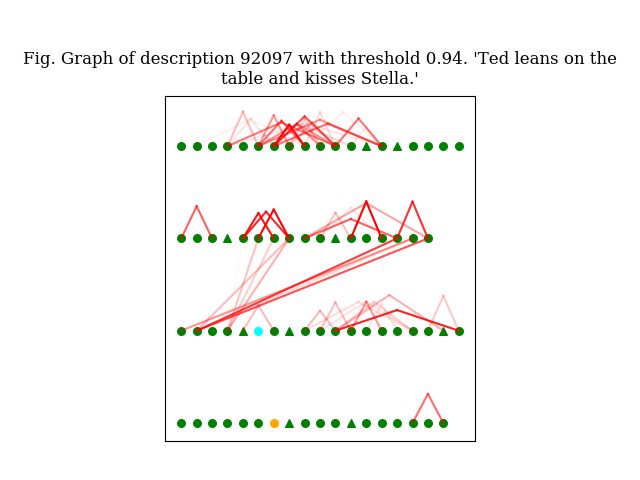 Fig. Graph of description 92097 with threshold 0.94. 'Ted leans on the
table and kisses Stella.'